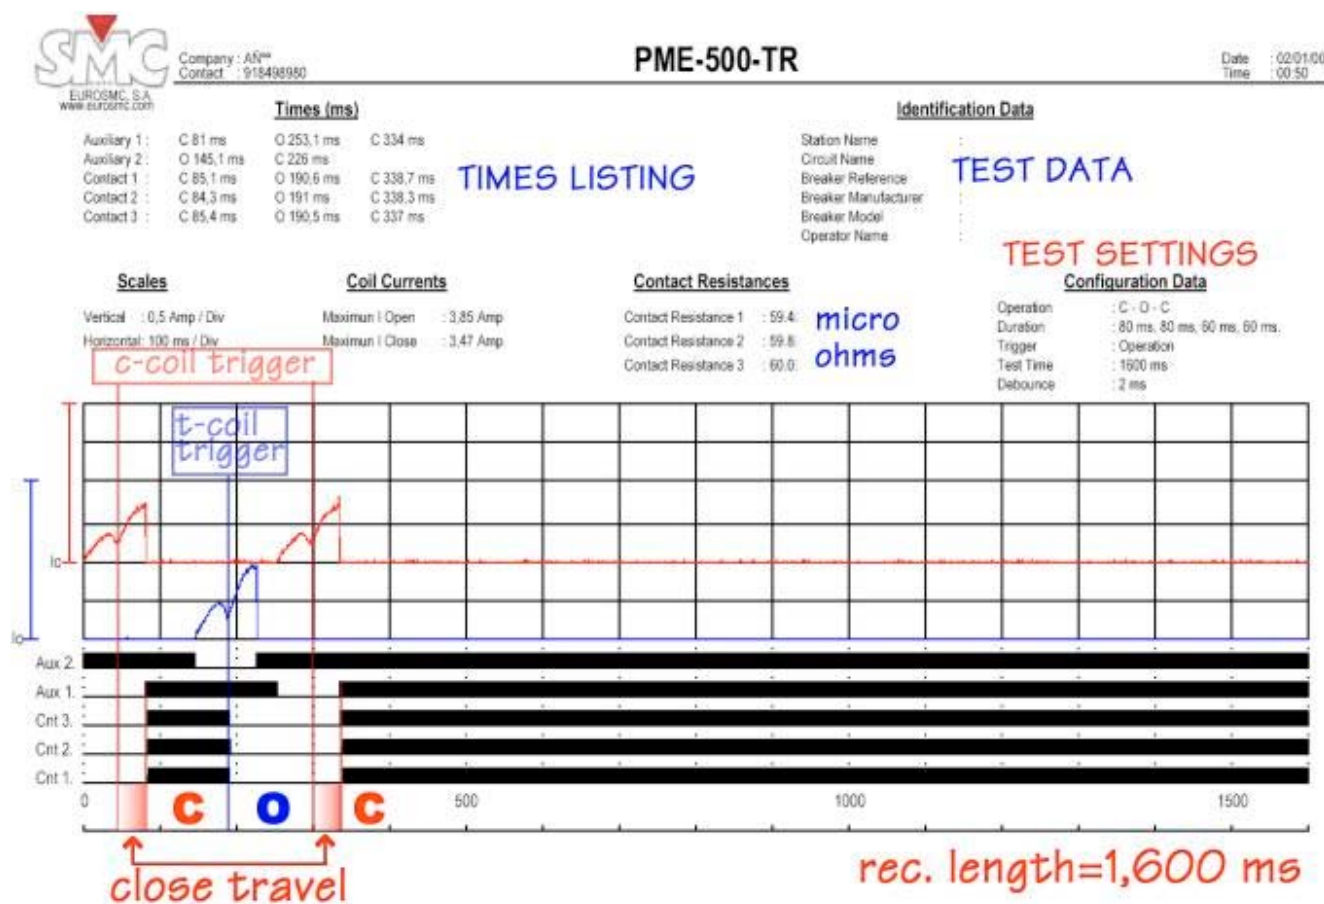 SMC
EUROSMC, S.A.
www.eurosmc.com
Company : AÑºº
Contact : 918498980
PME-500-TR
Date : 02/01/00
Time : 00:50
Times (ms)
Auxiliary 1 : C 81 ms O 253,1 ms C 334 ms
Auxiliary 2 : O 145,1 ms C 226 ms
Contact 1 : C 85,1 ms O 190,6 ms C 338,7 ms
Contact 2 : C 84,3 ms O 191 ms C 338,3 ms
Contact 3 : C 85,4 ms O 190,5 ms C 337 ms
TIMES LISTING
Identification Data
Station Name :
Circuit Name :
Breaker Reference :
Breaker Manufacturer :
Breaker Model :
Operator Name :
TEST DATA
TEST SETTINGS
Scales
Vertical : 0,5 Amp / Div
Horizontal: 100 ms / Div
Coil Currents
Maximun I Open : 3,85 Amp
Maximun I Close : 3,47 Amp
Contact Resistances
Contact Resistance 1 : 59.4
Contact Resistance 2 : 59.8
Contact Resistance 3 : 60.0
micro
ohms
Configuration Data
Operation : C - O - C
Duration : 80 ms, 80 ms, 60 ms, 60 ms.
Trigger : Operation
Test Time : 1600 ms
Debounce : 2 ms
c-coil trigger
t-coil
trigger
Ic
Io
Aux 2.
Aux 1.
Cnt 3.
Cnt 2.
Cnt 1.
0 500 1000 1500
C O C
close travel
rec. length=1,600 ms